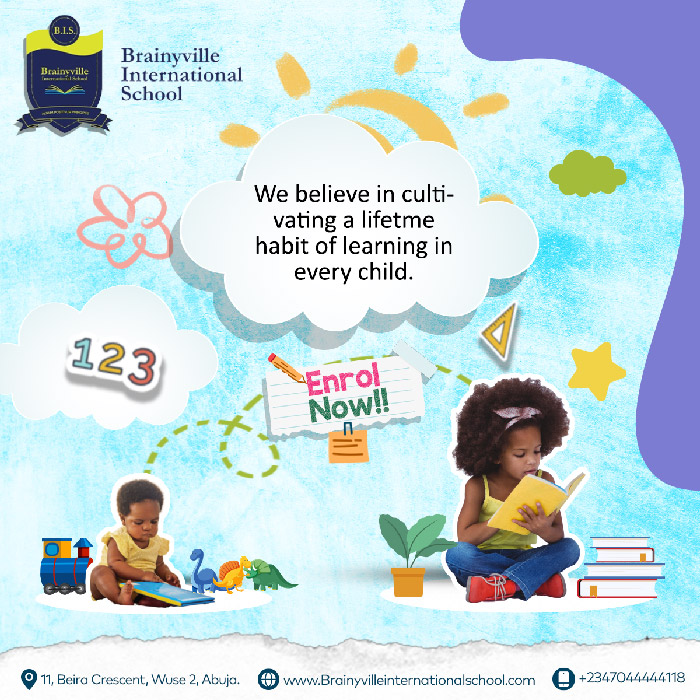 B.I.S.
Brainyville
International School
Brainyville
International
School
We believe in culti-
vating a lifetme
habit of learning in
every child.
123
Enrol
Now!!
11, Beira Crescent, Wuse 2, Abuja.
www.Brainyvilleinternationalschool.com
+2347044444118